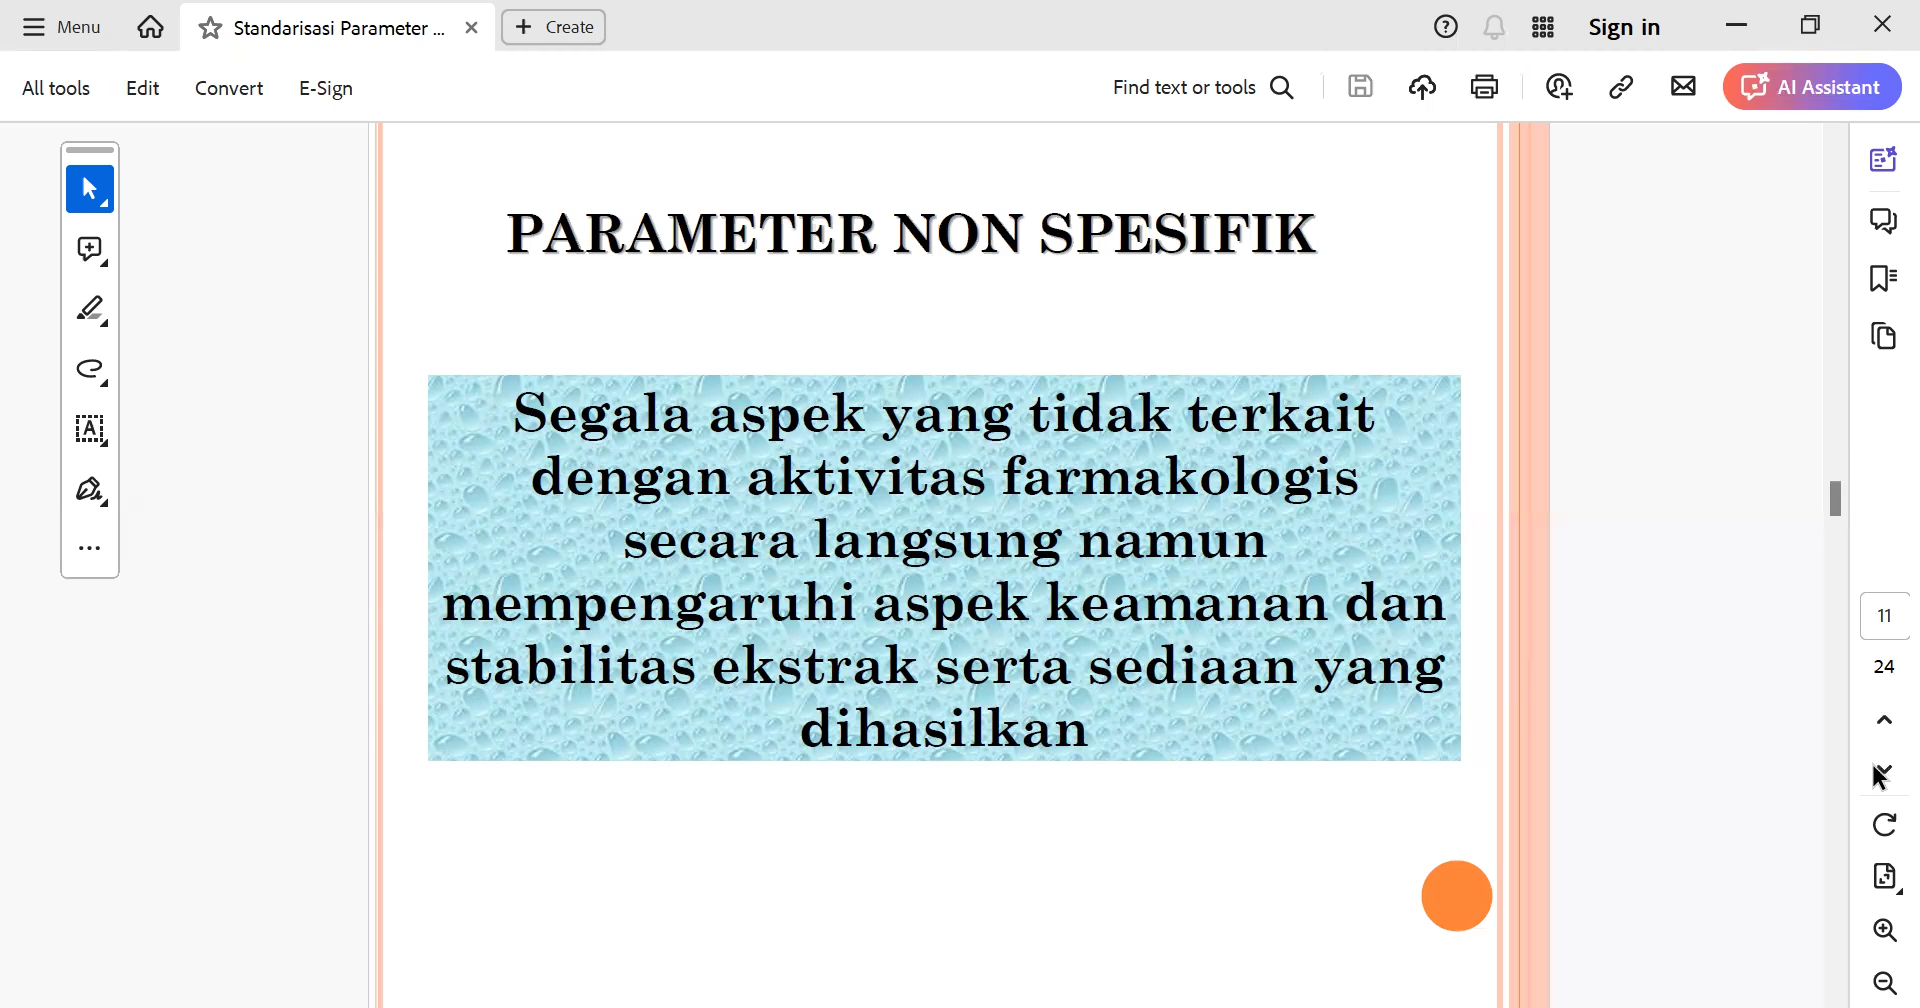 Menu
Standarisasi Parameter ...
Create
Sign in
All tools
Edit
Convert
E-Sign
Find text or tools
AI Assistant
PARAMETER NON SPESIFIK
Segala aspek yang tidak terkait
dengan aktivitas farmakologis
secara langsung namun
mempengaruhi aspek keamanan dan
stabilitas ekstrak serta sediaan yang
dihasilkan
11
24